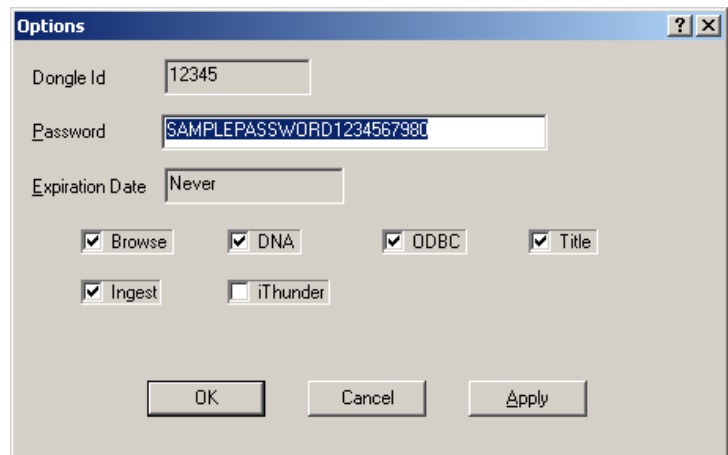 Options
Dongle Id 12345
Password SAMPLEPASSWORD1234567980
Expiration Date Never
Browse DNA ODBC Title
Ingest iThunder
OK Cancel Apply